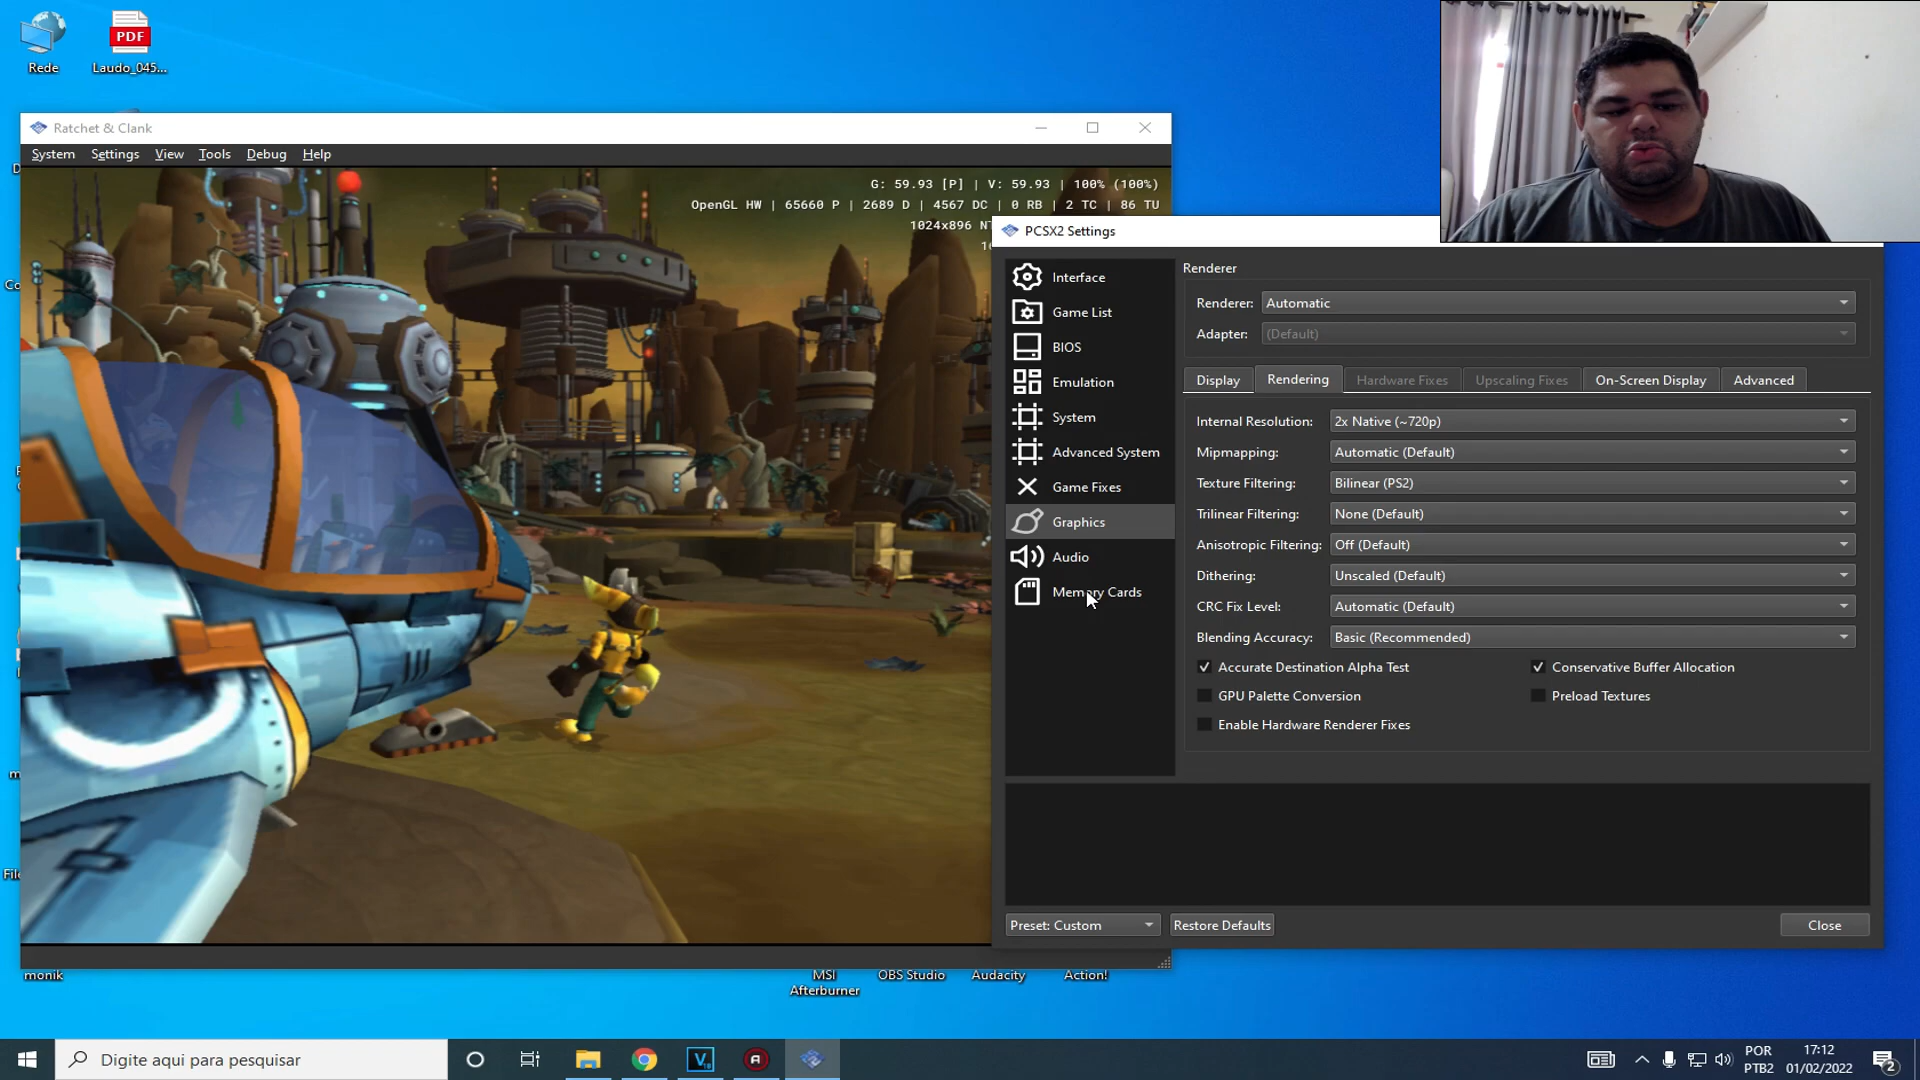 PDF
Rede
Laudo_045...
Ratchet & Clank
System Settings View Tools Debug Help
G: 59.93 [P] | V: 59.93 | 100% (100%)
OpenGL HW | 65660 P | 2689 D | 4567 DC | 0 RB | 2 TC | 86 TU
1024x896
PCSX2 Settings
Interface
Game List
BIOS
Emulation
System
Advanced System
Game Fixes
Graphics
Audio
Memory Cards
Renderer
Renderer: Automatic
Adapter: (Default)
Display Rendering Hardware Fixes Upscaling Fixes On-Screen Display Advanced
Internal Resolution: 2x Native (~720p)
Mipmapping: Automatic (Default)
Texture Filtering: Bilinear (PS2)
Trilinear Filtering: None (Default)
Anisotropic Filtering: Off (Default)
Dithering: Unscaled (Default)
CRC Fix Level: Automatic (Default)
Blending Accuracy: Basic (Recommended)
Accurate Destination Alpha Test Conservative Buffer Allocation
GPU Palette Conversion Preload Textures
Enable Hardware Renderer Fixes
Preset: Custom Restore Defaults Close
monik
MSI Afterburner
OBS Studio
Audacity
Action!
Digite aqui para pesquisar
POR
PTB2
17:12
01/02/2022
2